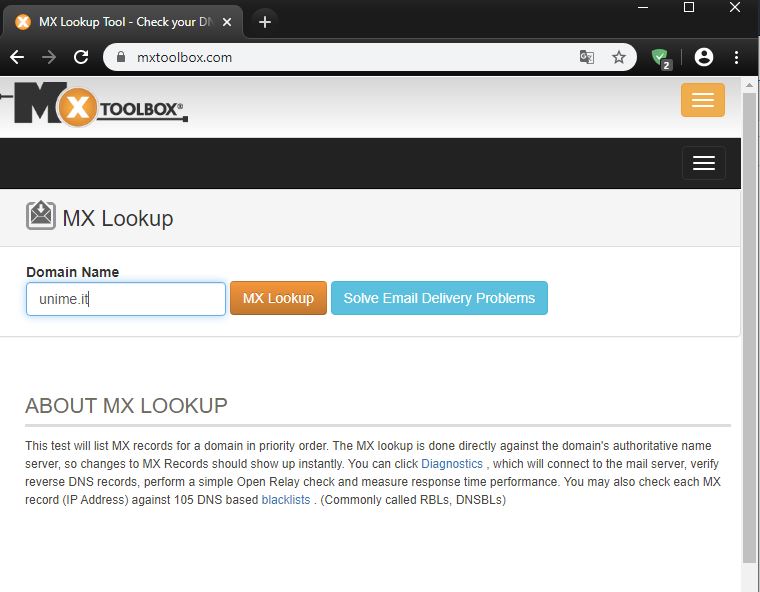 MX Lookup Tool - Check your DN
mxtoolbox.com
2
MX TOOLBOX®
MX Lookup
Domain Name
unime.it
MX Lookup
Solve Email Delivery Problems
ABOUT MX LOOKUP
This test will list MX records for a domain in priority order. The MX lookup is done directly against the domain's authoritative name
server, so changes to MX Records should show up instantly. You can click Diagnostics , which will connect to the mail server, verify
reverse DNS records, perform a simple Open Relay check and measure response time performance. You may also check each MX
record (IP Address) against 105 DNS based blacklists . (Commonly called RBLs, DNSBLs)